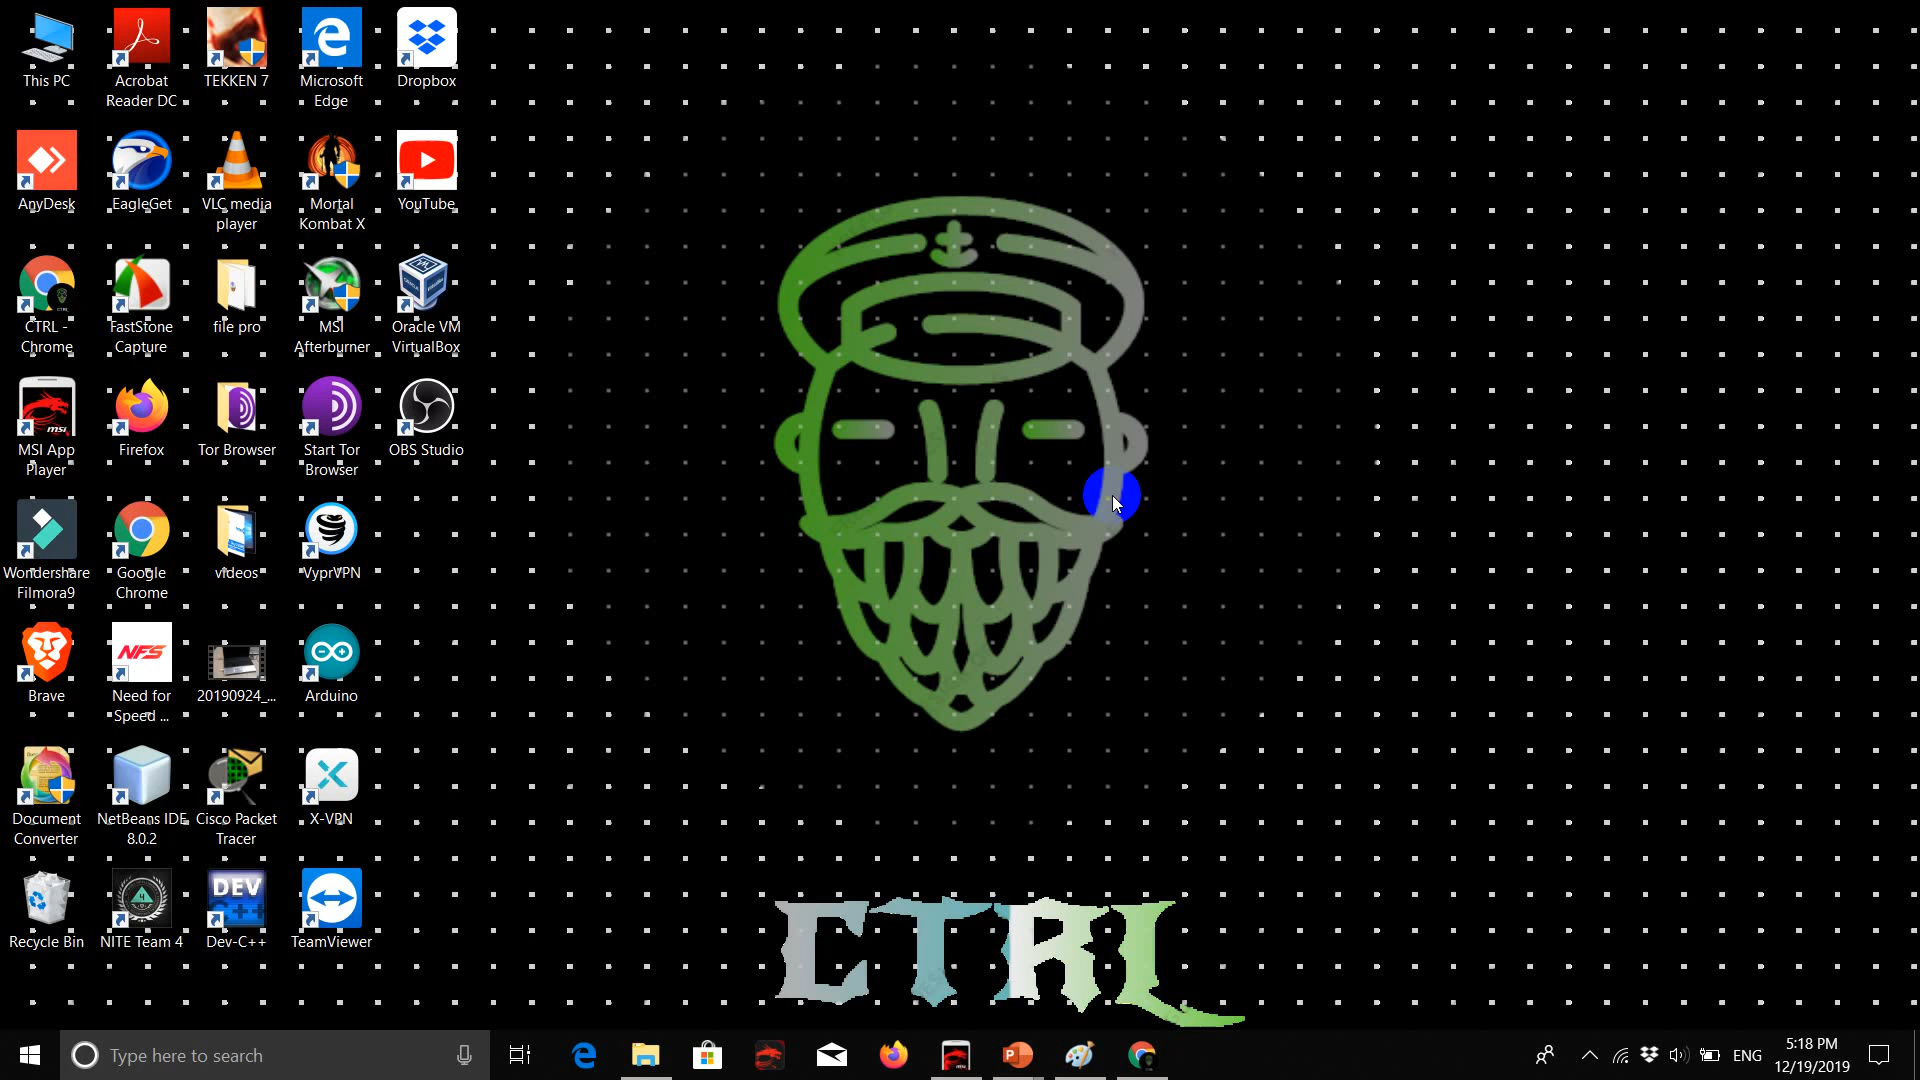 This PC
Acrobat
Reader DC
TEKKEN 7
Microsoft
Edge
Dropbox
AnyDesk
EagleGet
VLC media
player
Mortal
Kombat X
YouTube
CTRL -
Chrome
FastStone
Capture
file pro
MSI
Afterburner
Oracle VM
VirtualBox
MSI App
Player
Firefox
Tor Browser
Start Tor
Browser
OBS Studio
Wondershare
Filmora9
Google
Chrome
videos
VyprVPN
Brave
NFS
Need for
Speed ...
20190924_...
Arduino
Document
Converter
NetBeans IDE
8.0.2
Cisco Packet
Tracer
X-VPN
Recycle Bin
NITE Team 4
DEV
C++
Dev-C++
TeamViewer
CTRL
Type here to search
ENG
5:18 PM
12/19/2019